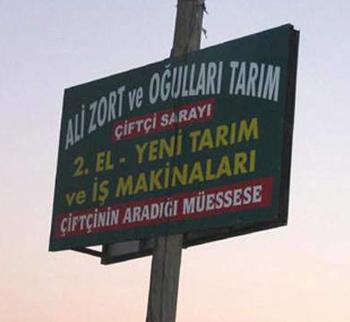 ALİ ZORT ve OĞULLARI TARIM
ÇİFTÇİ SARAYI
2. EL - YENİ TARIM
ve İŞ MAKİNALARI
ÇİFTÇİNİN ARADIĞI MÜESSESE